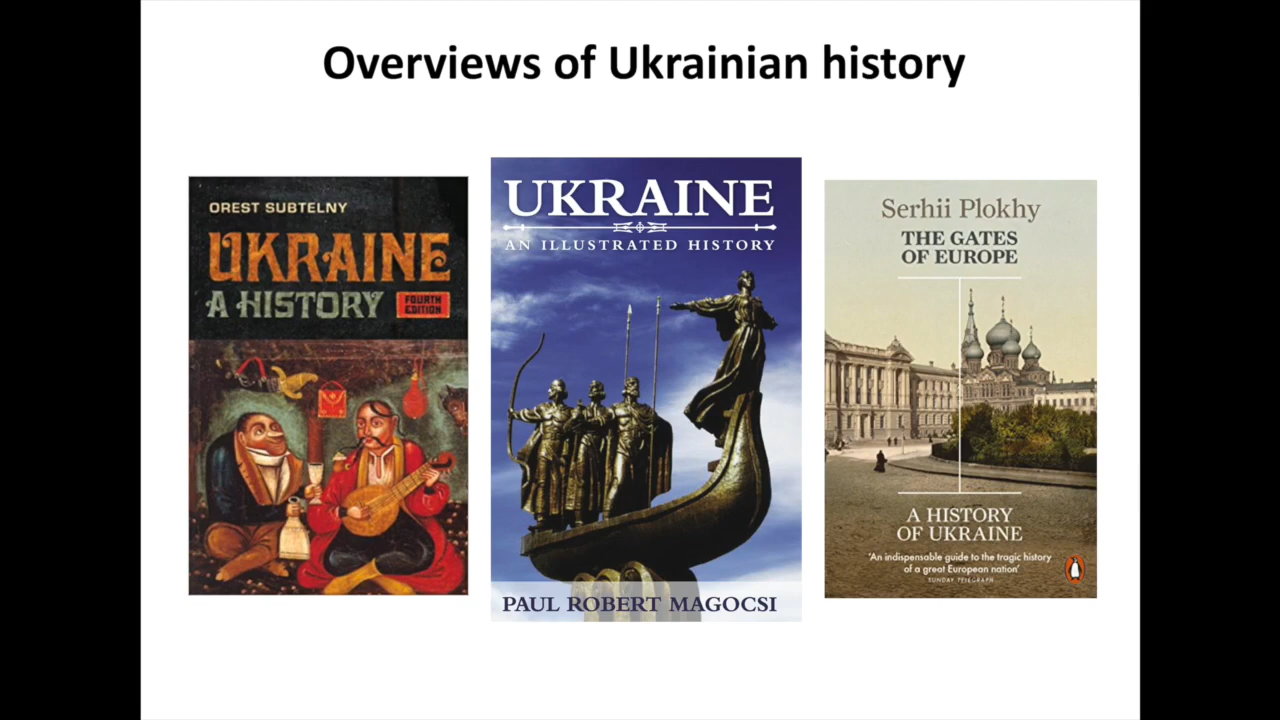 Overviews of Ukrainian history
OREST SUBTELNY
UKRAINE
A HISTORY
FOURTH
EDITION
UKRAINE
AN ILLUSTRATED HISTORY
PAUL ROBERT MAGOCSI
Serhii Plokhy
THE GATES
OF EUROPE
A HISTORY
OF UKRAINE
'An indispensable guide to the tragic history
of a great European nation'
SUNDAY TELEGRAPH